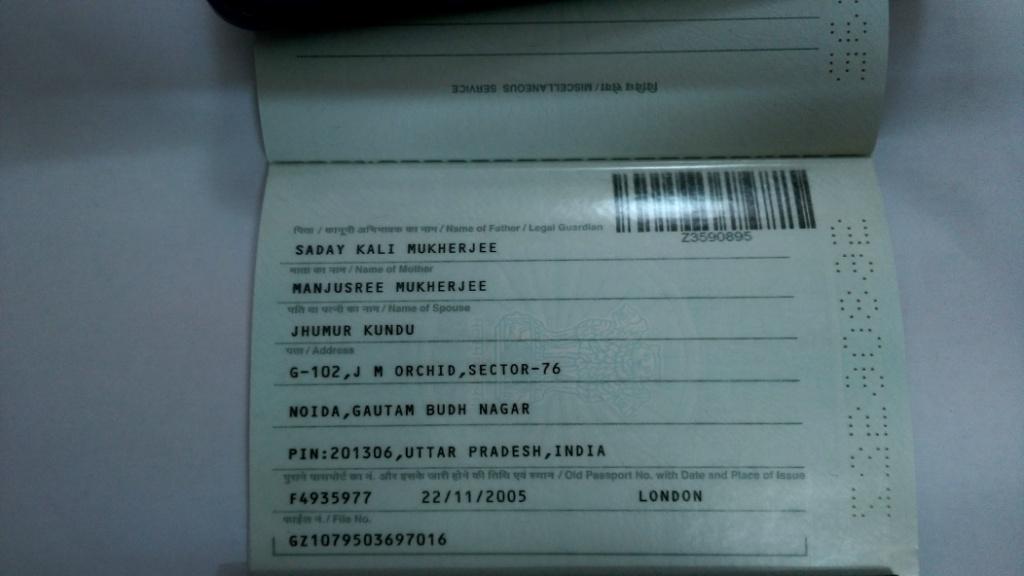 विविध सेवा / MISCELLANEOUS SERVICE
Z3590895
पिता / कानूनी अभिभावक का नाम / Name of Father / Legal Guardian
SADAY KALI MUKHERJEE
माता का नाम / Name of Mother
MANJUSREE MUKHERJEE
पति या पत्नी का नाम / Name of Spouse
JHUMUR KUNDU
पता / Address
G-102,J M ORCHID,SECTOR-76
NOIDA,GAUTAM BUDH NAGAR
PIN:201306,UTTAR PRADESH,INDIA
पुराने पासपोर्ट का नं. और इसके जारी होने की तिथि एवं स्थान / Old Passport No. with Date and Place of Issue
F4935977 22/11/2005 LONDON
फाईल नं./ File No.
GZ1079503697016